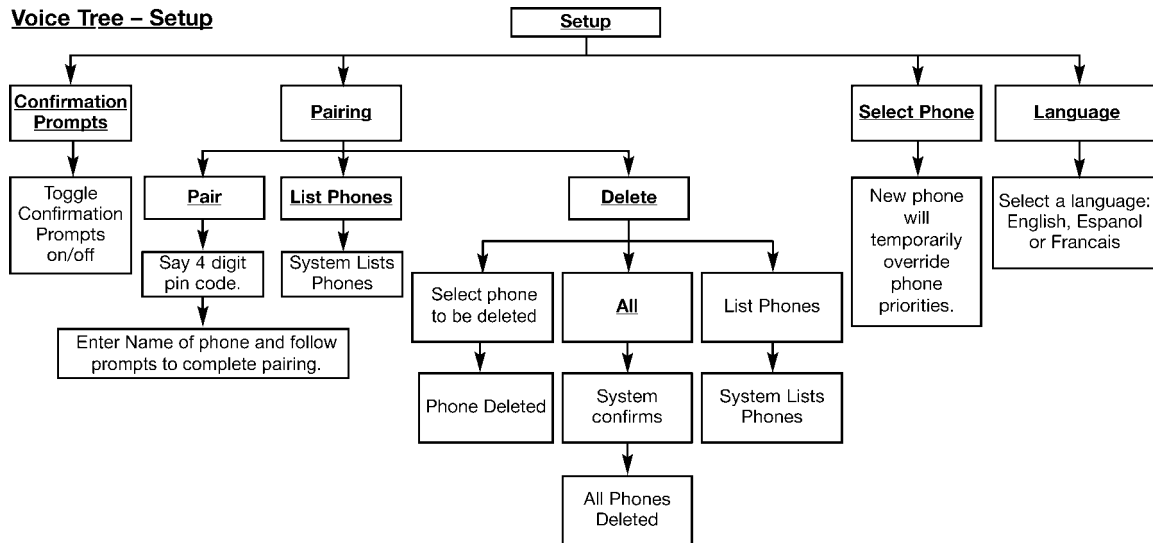 Voice Tree – Setup
Setup
Confirmation
Prompts
Pairing
Select Phone
Language
Toggle
Confirmation
Prompts
on/off
Pair
List Phones
Delete
New phone
will
temporarily
override
phone
priorities.
Select a language:
English, Espanol
or Francais
Say 4 digit
pin code.
System Lists
Phones
Select phone
to be deleted
All
List Phones
Enter Name of phone and follow
prompts to complete pairing.
Phone Deleted
System
confirms
System Lists
Phones
All Phones
Deleted